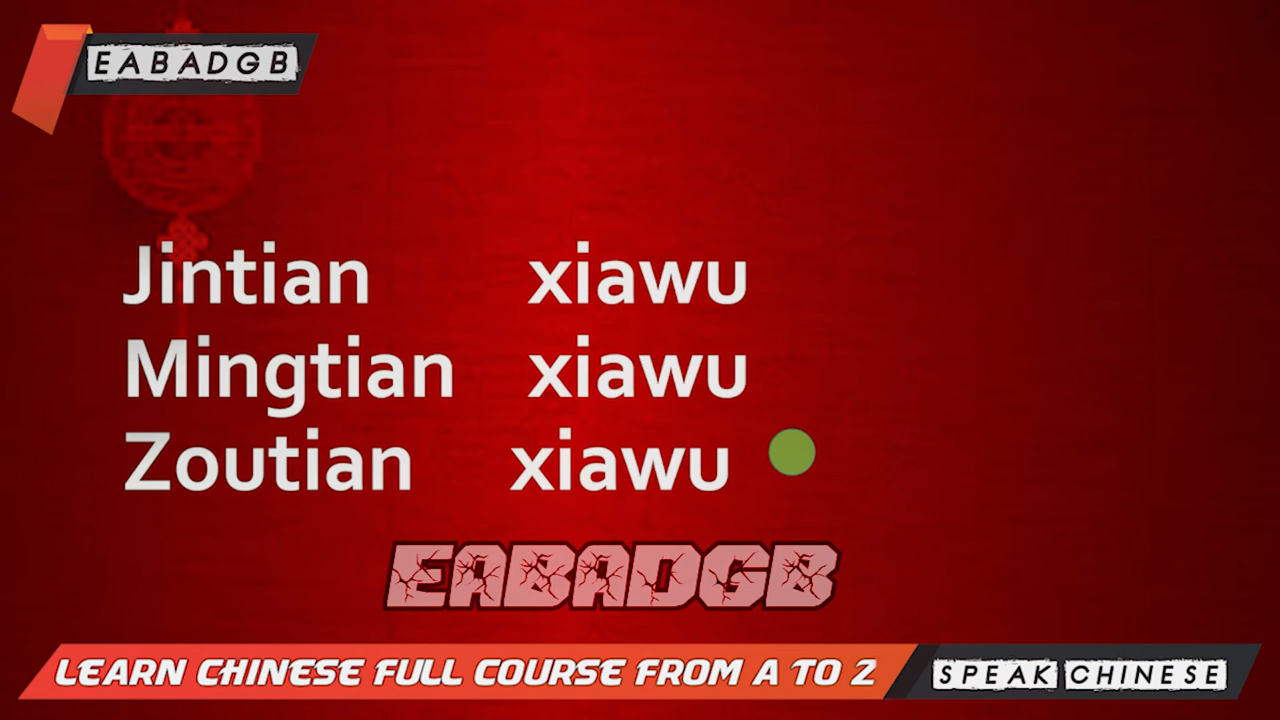 EABADGB
Jintian xiawu
Mingtian xiawu
Zoutian xiawu
EABADGB
LEARN CHINESE FULL COURSE FROM A TO Z
SPEAK CHINESE